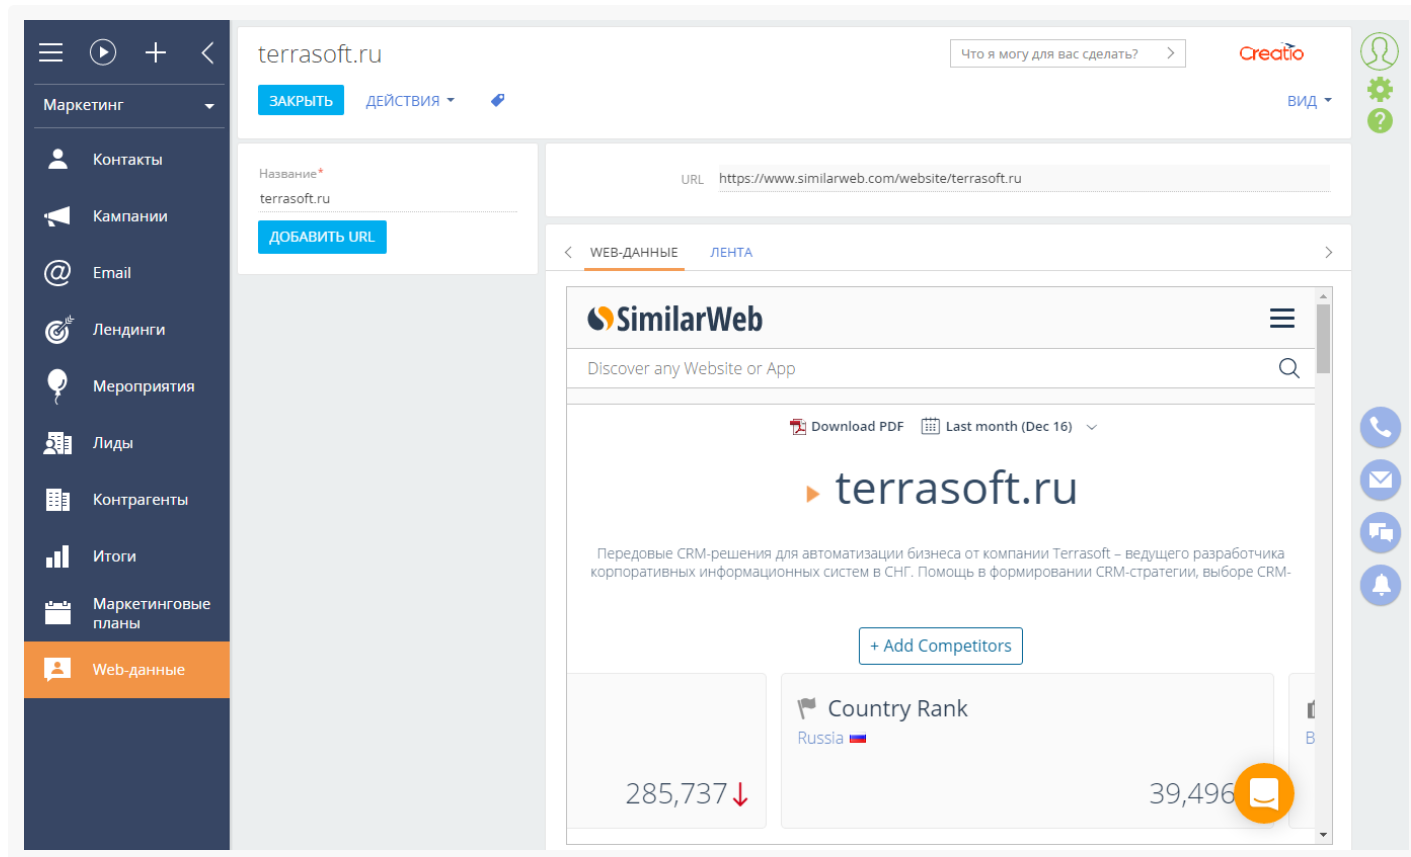 terrasoft.ru
Что я могу для вас сделать?
Creatio
ЗАКРЫТЬ
ДЕЙСТВИЯ
ВИД
Маркетинг
Контакты
Кампании
Email
Лендинги
Мероприятия
Лиды
Контрагенты
Итоги
Маркетинговые
планы
Web-данные
Название*
terrasoft.ru
ДОБАВИТЬ URL
URL https://www.similarweb.com/website/terrasoft.ru
WEB-ДАННЫЕ
ЛЕНТА
SimilarWeb
Discover any Website or App
Download PDF
Last month (Dec 16)
terrasoft.ru
Передовые CRM-решения для автоматизации бизнеса от компании Terrasoft – ведущего разработчика
корпоративных информационных систем в СНГ. Помощь в формировании CRM-стратегии, выборе CRM-
+ Add Competitors
Country Rank
Russia
B
285,737
39,496